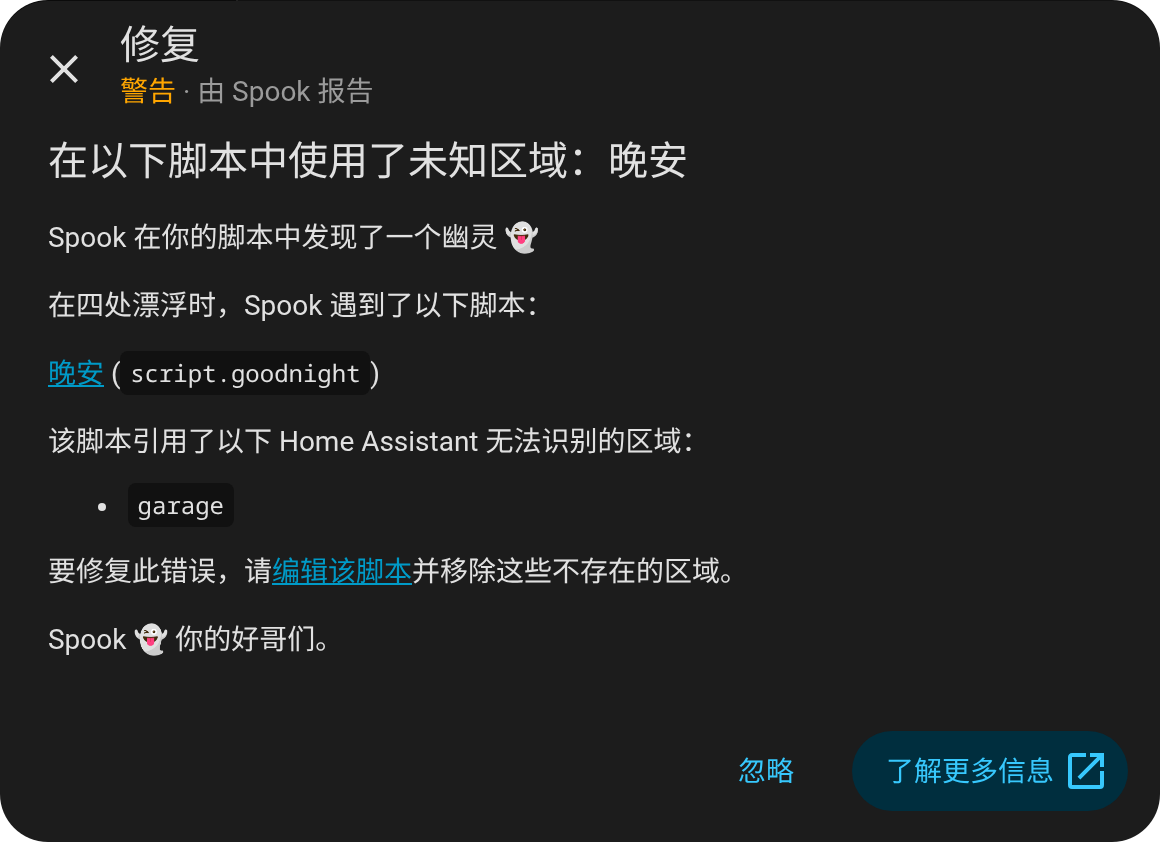 修复
警告 · 由 Spook 报告
在以下脚本中使用了未知区域：晚安
Spook 在你的脚本中发现了一个幽灵 👻
在四处漂浮时，Spook 遇到了以下脚本：
晚安 (script.goodnight)
该脚本引用了以下 Home Assistant 无法识别的区域：
• garage
要修复此错误，请编辑该脚本并移除这些不存在的区域。
Spook 👻 你的好哥们。
忽略
了解更多信息